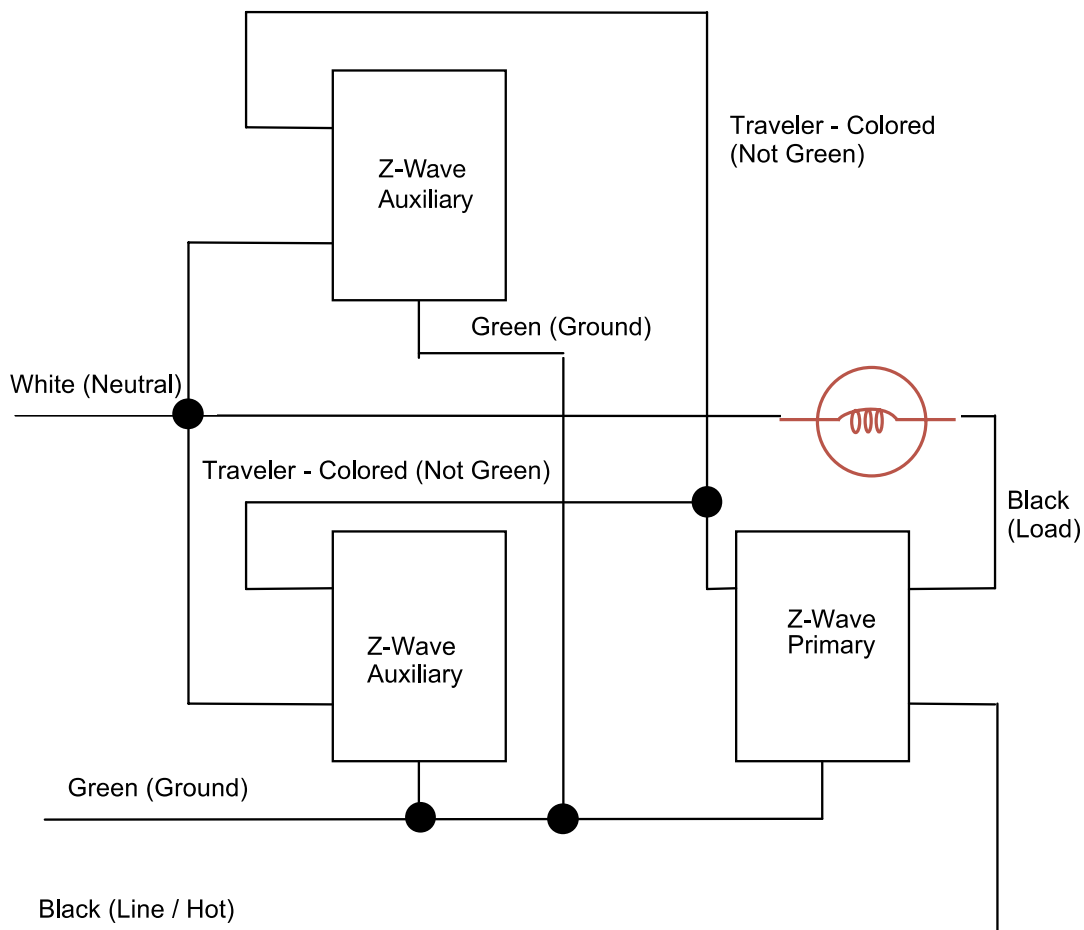 Traveler - Colored
(Not Green)
Z-Wave
Auxiliary
Green (Ground)
White (Neutral)
Traveler - Colored (Not Green)
Black
(Load)
Z-Wave
Primary
Z-Wave
Auxiliary
Green (Ground)
Black (Line / Hot)